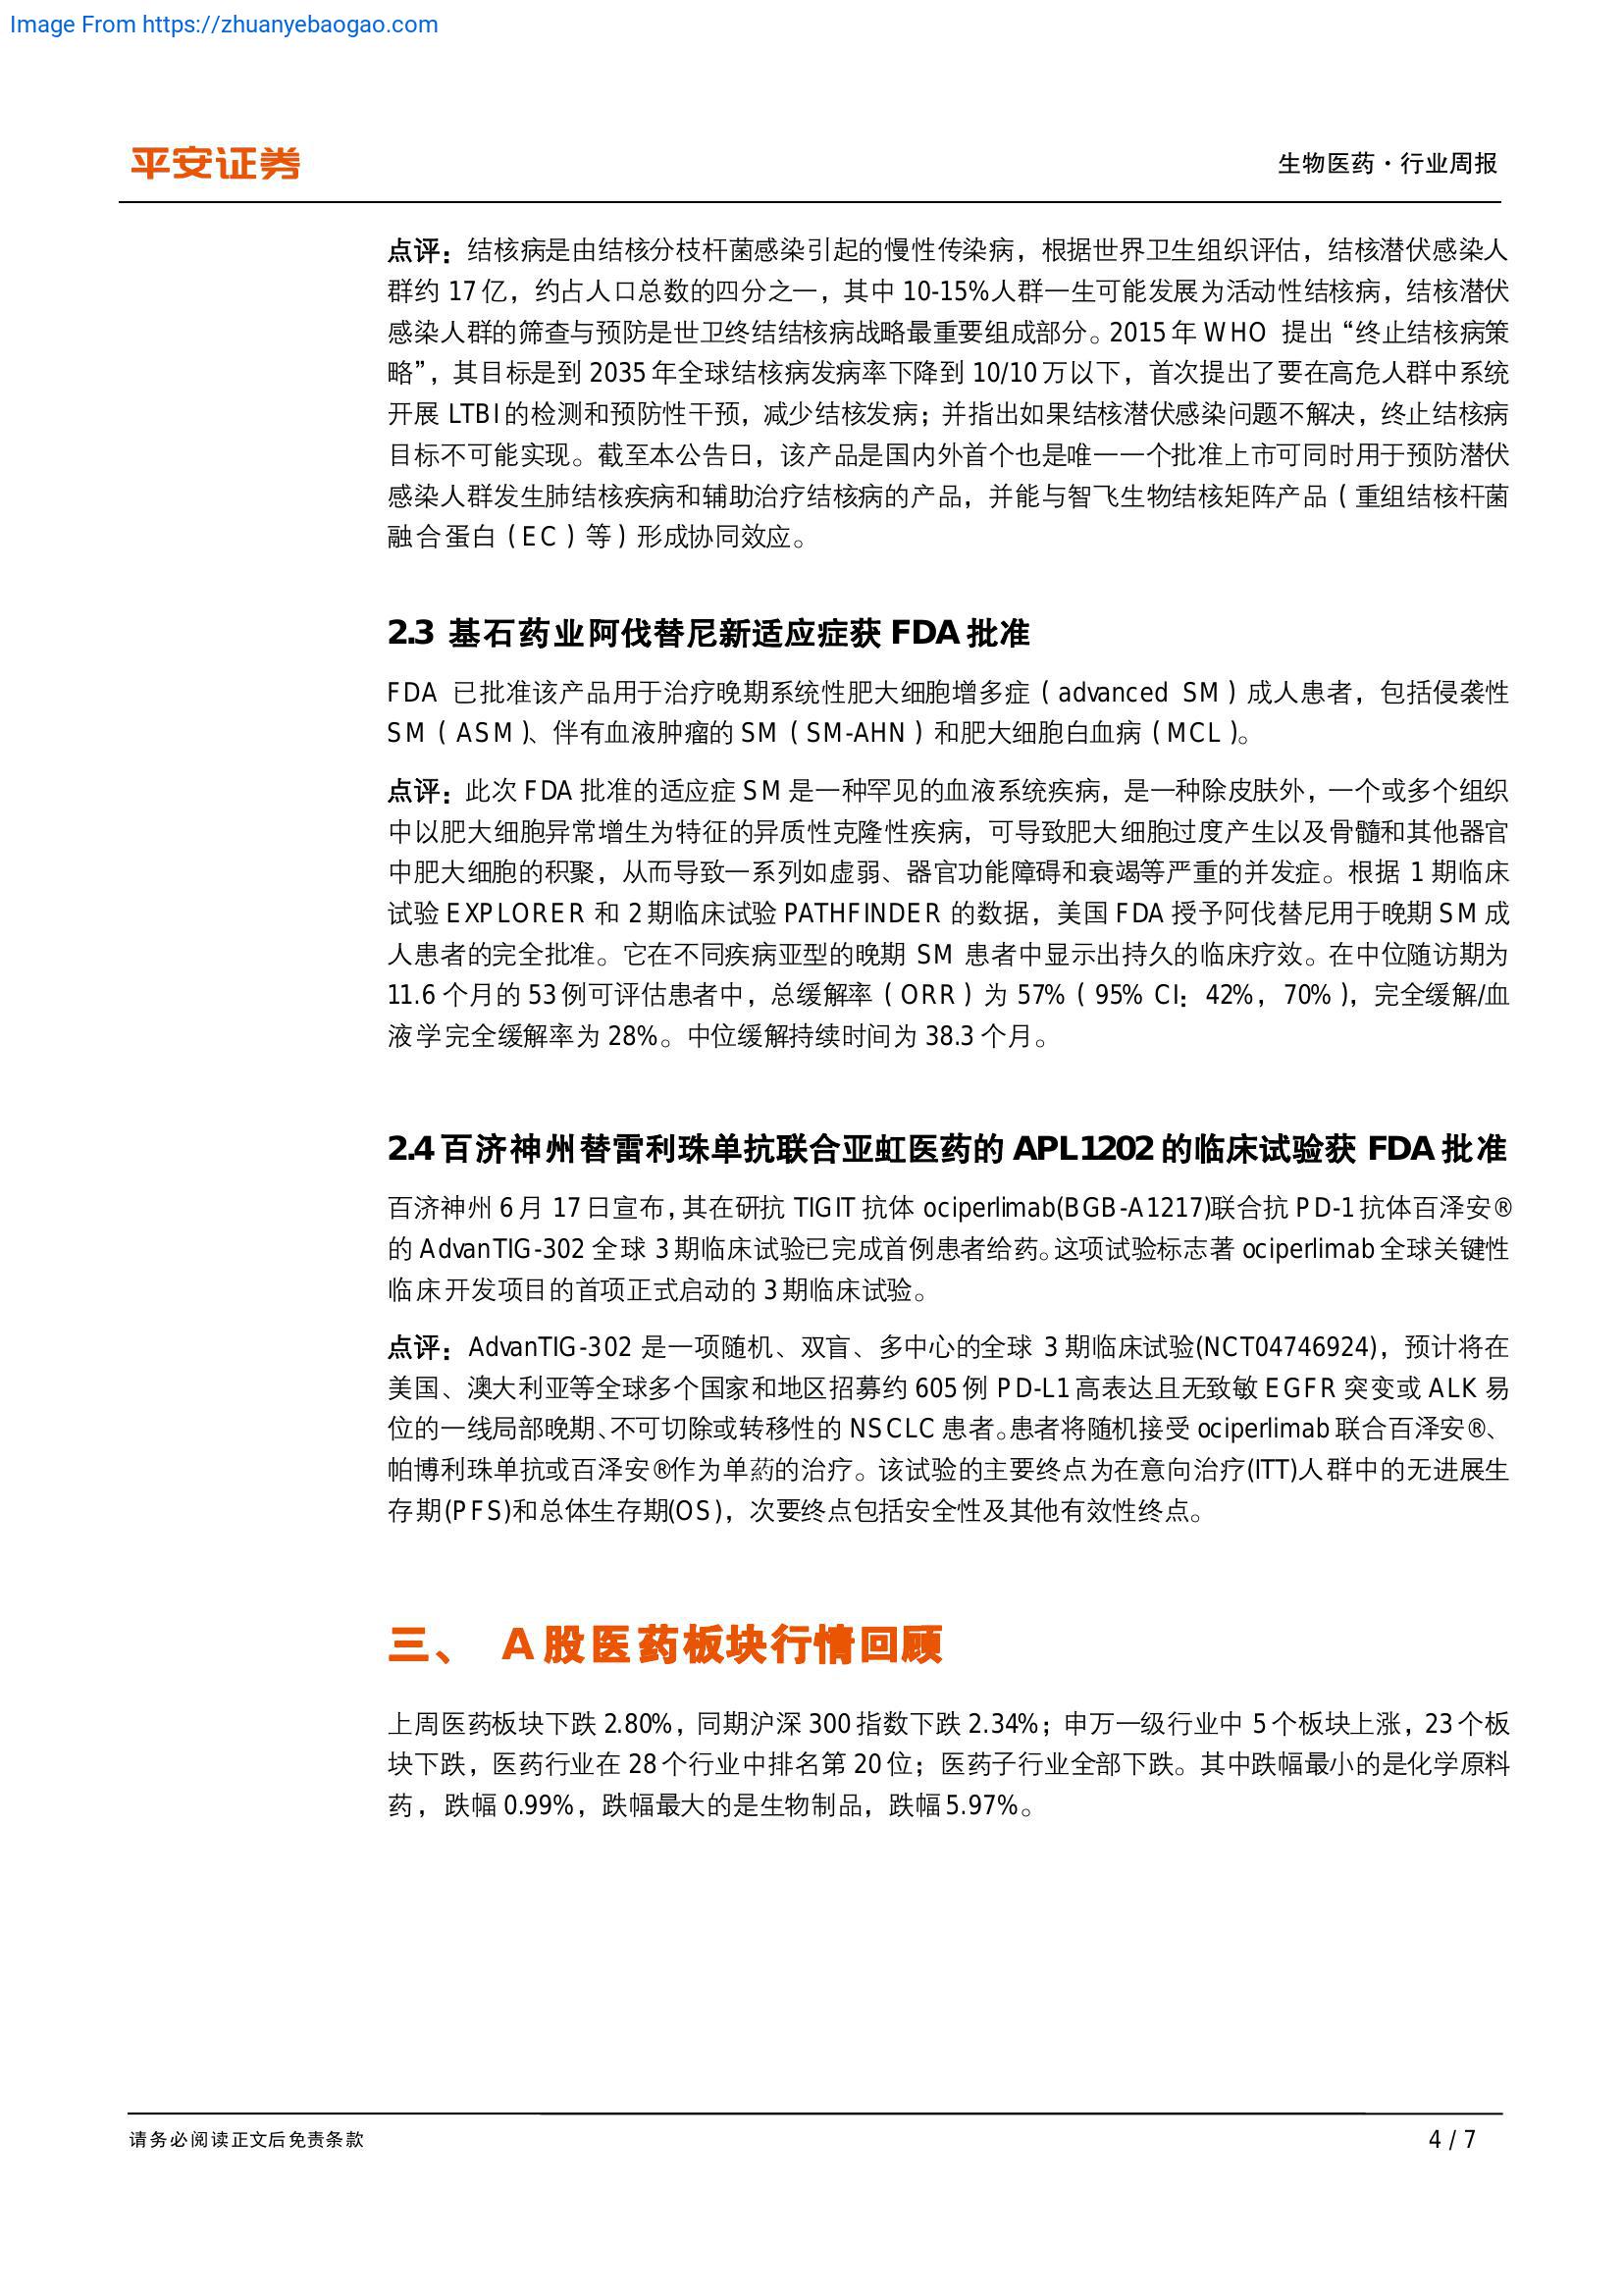 Image From https://zhuanyebaogao.com
平安证券
生物医药·行业周报
点评：结核病是由结核分枝杆菌感染引起的慢性传染病，根据世界卫生组织评估，结核潜伏感染人
群约 17 亿，约占人口总数的四分之一，其中 10-15%人群一生可能发展为活动性结核病，结核潜伏
感染人群的筛查与预防是世卫终结结核病战略最重要组成部分。2015 年 WHO 提出“终止结核病策
略”，其目标是到 2035 年全球结核病发病率下降到 10/10 万以下，首次提出了要在高危人群中系统
开展 LTBI 的检测和预防性干预，减少结核发病；并指出如果结核潜伏感染问题不解决，终止结核病
目标不可能实现。截至本公告日，该产品是国内外首个也是唯一一个批准上市可同时用于预防潜伏
感染人群发生肺结核疾病和辅助治疗结核病的产品，并能与智飞生物结核矩阵产品（重组结核杆菌
融合蛋白（EC）等）形成协同效应。
2.3 基石药业阿伐替尼新适应症获 FDA 批准
FDA 已批准该产品用于治疗晚期系统性肥大细胞增多症（advanced SM）成人患者，包括侵袭性
SM（ASM）、伴有血液肿瘤的 SM（SM-AHN）和肥大细胞白血病（MCL）。
点评：此次 FDA 批准的适应症 SM 是一种罕见的血液系统疾病，是一种除皮肤外，一个或多个组织
中以肥大细胞异常增生为特征的异质性克隆性疾病，可导致肥大细胞过度产生以及骨髓和其他器官
中肥大细胞的积聚，从而导致一系列如虚弱、器官功能障碍和衰竭等严重的并发症。根据 1 期临床
试验 EXPLORER 和 2 期临床试验 PATHFINDER 的数据，美国 FDA 授予阿伐替尼用于晚期 SM 成
人患者的完全批准。它在不同疾病亚型的晚期 SM 患者中显示出持久的临床疗效。在中位随访期为
11.6 个月的 53 例可评估患者中，总缓解率（ORR）为 57%（95% CI：42%，70%），完全缓解/血
液学完全缓解率为 28%。中位缓解持续时间为 38.3 个月。
2.4 百济神州替雷利珠单抗联合亚虹医药的 APL1202 的临床试验获 FDA 批准
百济神州 6 月 17 日宣布，其在研抗 TIGIT 抗体 ociperlimab(BGB-A1217)联合抗 PD-1 抗体百泽安®
的 AdvanTIG-302 全球 3 期临床试验已完成首例患者给药。这项试验标志著 ociperlimab 全球关键性
临床开发项目的首项正式启动的 3 期临床试验。
点评：AdvanTIG-302 是一项随机、双盲、多中心的全球 3 期临床试验(NCT04746924)，预计将在
美国、澳大利亚等全球多个国家和地区招募约 605 例 PD-L1 高表达且无致敏 EGFR 突变或 ALK 易
位的一线局部晚期、不可切除或转移性的 NSCLC 患者。患者将随机接受 ociperlimab 联合百泽安®、
帕博利珠单抗或百泽安®作为单药的治疗。该试验的主要终点为在意向治疗(ITT)人群中的无进展生
存期(PFS)和总体生存期(OS)，次要终点包括安全性及其他有效性终点。
三、 A 股医药板块行情回顾
上周医药板块下跌 2.80%，同期沪深 300 指数下跌 2.34%；申万一级行业中 5 个板块上涨，23 个板
块下跌，医药行业在 28 个行业中排名第 20 位；医药子行业全部下跌。其中跌幅最小的是化学原料
药，跌幅 0.99%，跌幅最大的是生物制品，跌幅 5.97%。
请务必阅读正文后免责条款
4 / 7